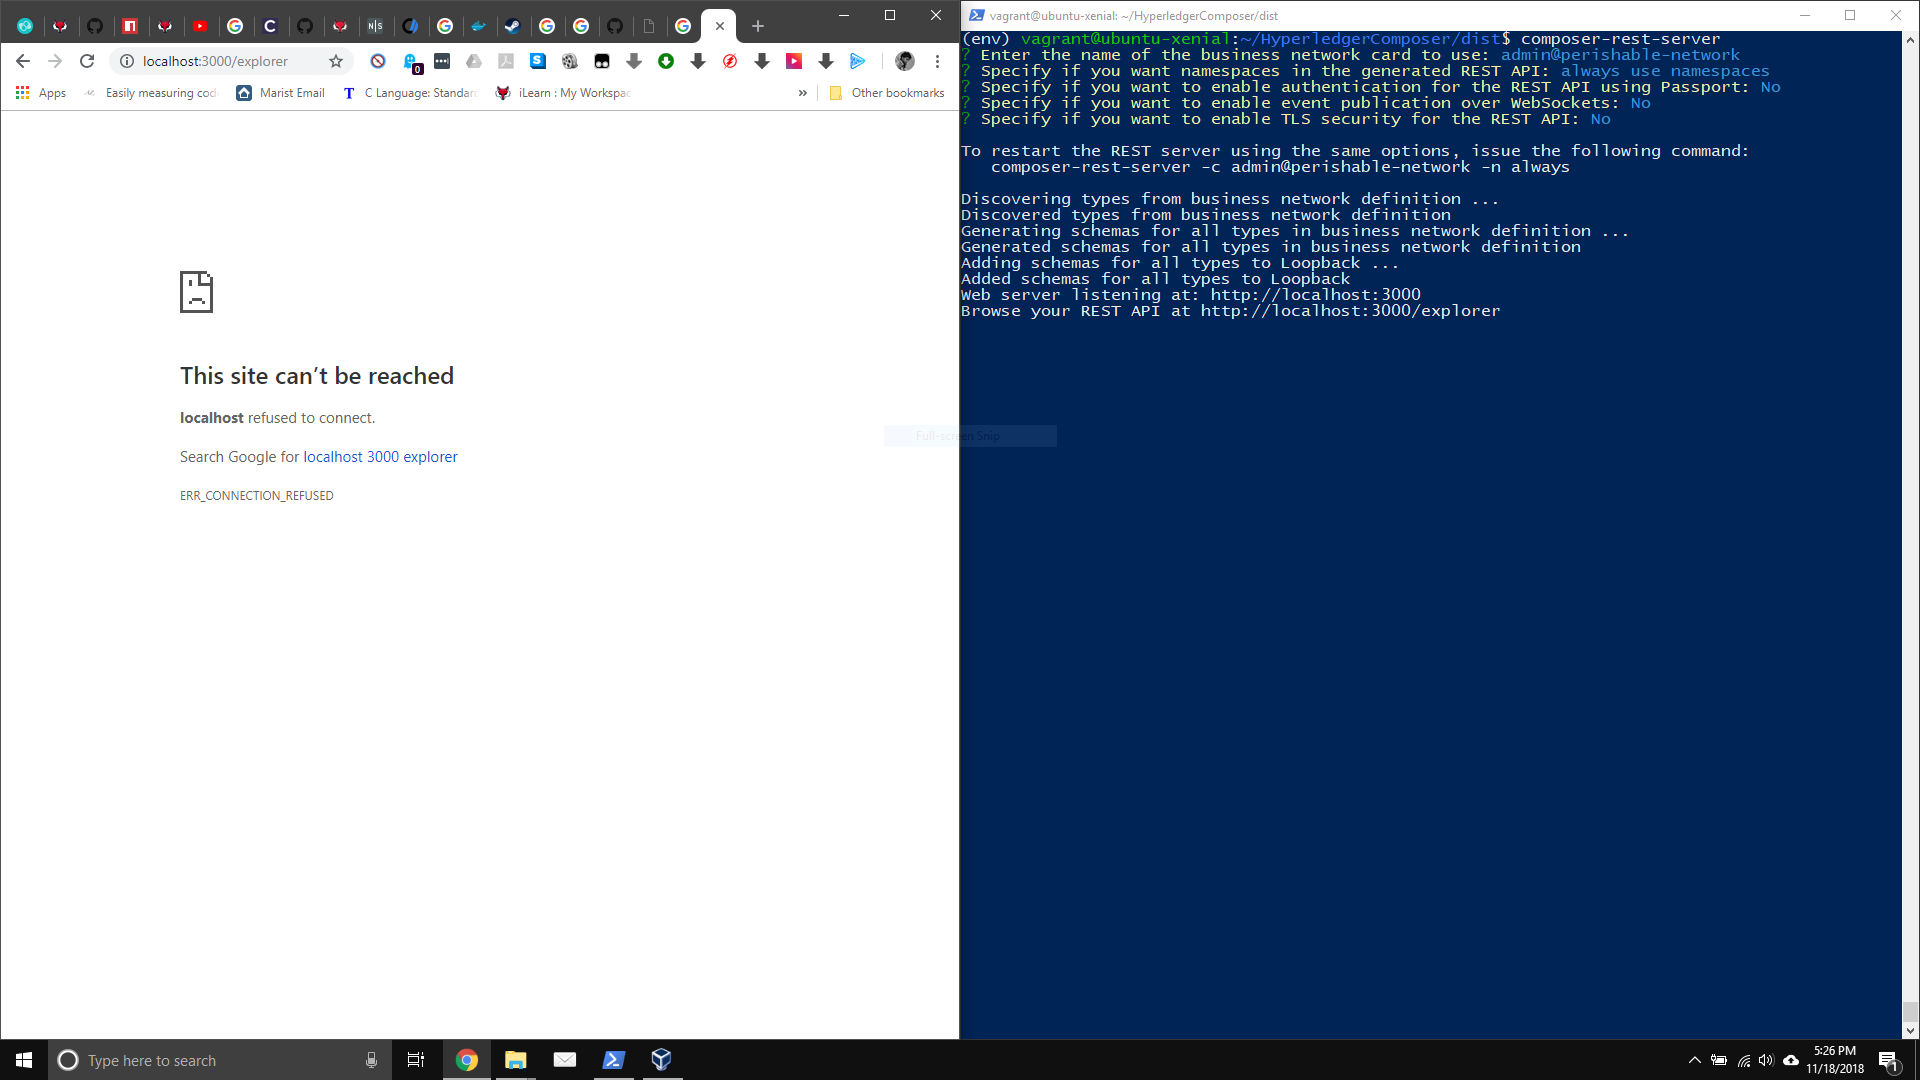 localhost:3000/explorer
0
Apps
Easily measuring cod
Marist Email
C Language: Standar
iLearn : My Workspac
»
Other bookmarks
This site can’t be reached
localhost refused to connect.
Search Google for localhost 3000 explorer
ERR_CONNECTION_REFUSED
Full-screen Snip
vagrant@ubuntu-xenial: ~/HyperledgerComposer/dist
(env) vagrant@ubuntu-xenial:~/HyperledgerComposer/dist$ composer-rest-server
? Enter the name of the business network card to use: admin@perishable-network
? Specify if you want namespaces in the generated REST API: always use namespaces
? Specify if you want to enable authentication for the REST API using Passport: No
? Specify if you want to enable event publication over WebSockets: No
? Specify if you want to enable TLS security for the REST API: No
To restart the REST server using the same options, issue the following command:
composer-rest-server -c admin@perishable-network -n always
Discovering types from business network definition ...
Discovered types from business network definition
Generating schemas for all types in business network definition ...
Generated schemas for all types in business network definition
Adding schemas for all types to Loopback ...
Added schemas for all types to Loopback
Web server listening at: http://localhost:3000
Browse your REST API at http://localhost:3000/explorer
Type here to search
5:26 PM
11/18/2018
1